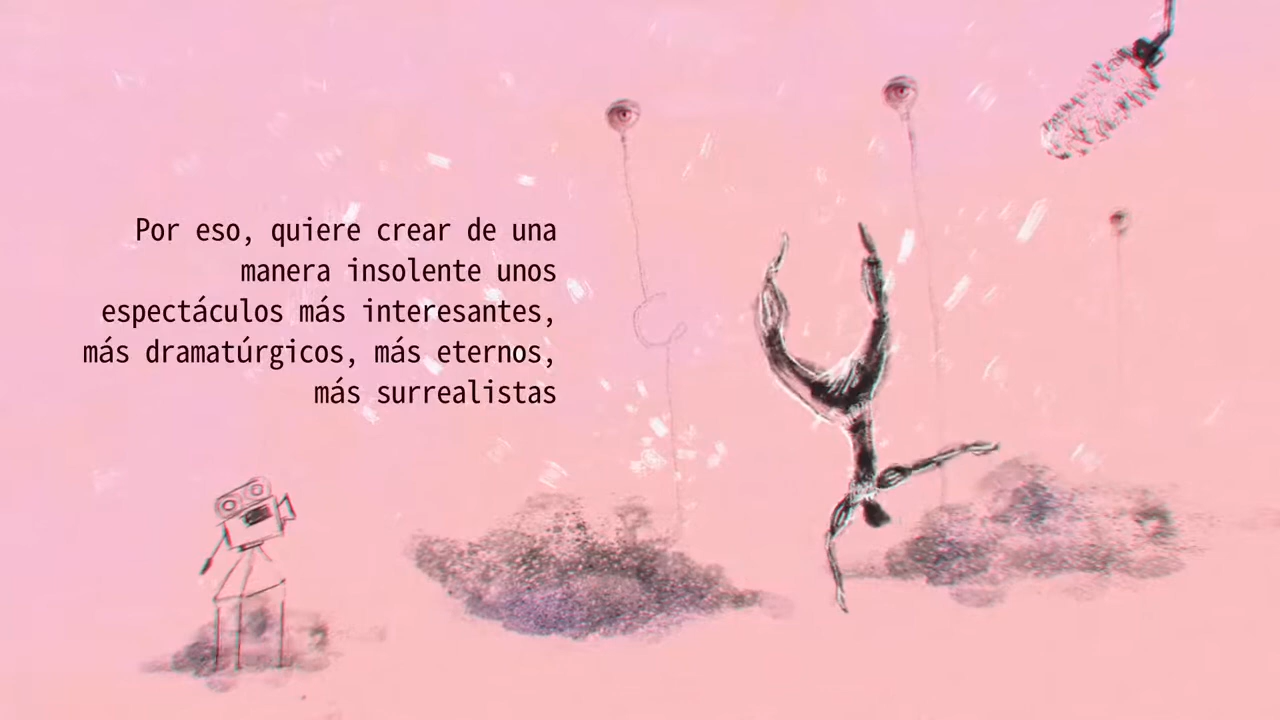 Por eso, quiere crear de una
manera insolente unos
espectáculos más interesantes,
más dramatúrgicos, más eternos,
más surrealistas